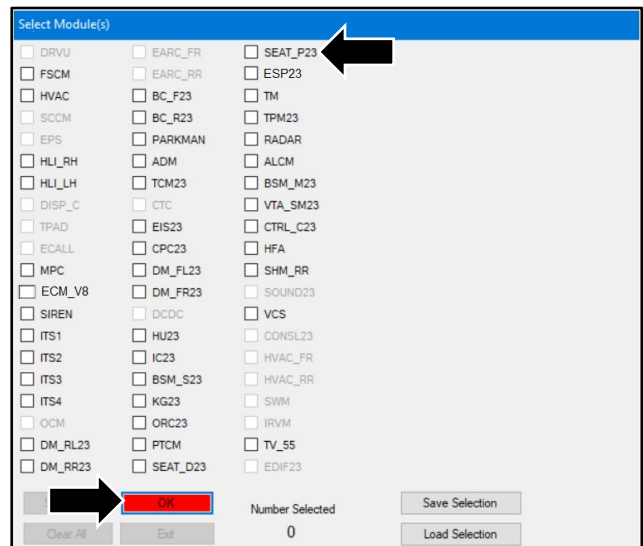 Select Module(s)
DRVU EARC_FR SEAT_P23
FSCM EARC_RR ESP23
HVAC BC_F23 TM
SCCM BC_R23 TPM23
EPS PARKMAN RADAR
HLI_RH ADM ALCM
HLI_LH TCM23 BSM_M23
DISP_C CTC VTA_SM23
TPAD EIS23 CTRL_C23
ECALL CPC23 HFA
MPC DM_FL23 SHM_RR
ECM_V8 DM_FR23 SOUND23
SIREN DCDC VCS
ITS1 HU23 CONSL23
ITS2 IC23 HVAC_FR
ITS3 BSM_S23 HVAC_RR
ITS4 KG23 SWM
OCM ORC23 IRVM
DM_RL23 PTCM TV_55
DM_RR23 SEAT_D23 EDIF23
OK Number Selected Save Selection
Clear All Exit 0 Load Selection